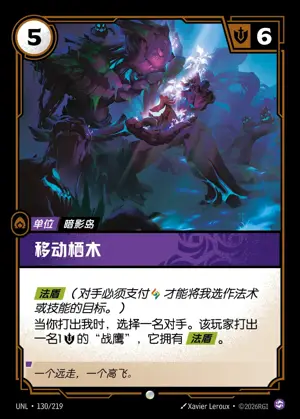 5
6
单位 暗影岛
移动栖木
法盾 (对手必须支付 才能将我选作法术
或技能的目标。)
当你打出我时,选择一名对手。该玩家打出
一名1 的“战鹰”,它拥有 法盾 。
一个远走,一个高飞。
UNL • 130/219
Xavier Leroux
©2026RGI